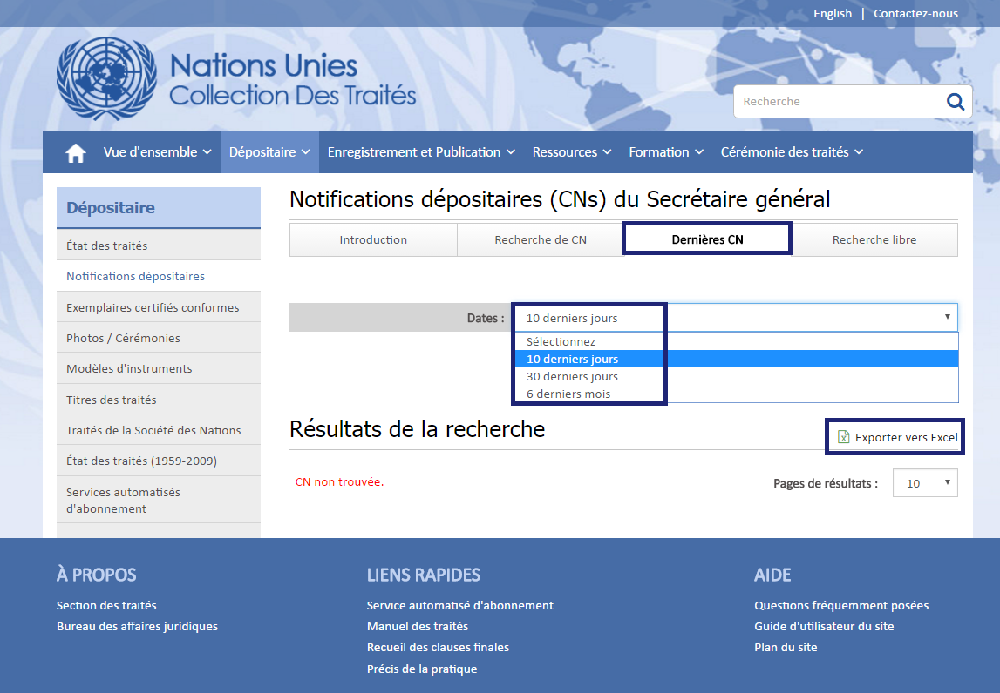 English | Contactez-nous
Nations Unies
Collection Des Traités
Recherche
Vue d'ensemble Dépositaire Enregistrement et Publication Ressources Formation Cérémonie des traités
Dépositaire
État des traités
Notifications dépositaires
Exemplaires certifiés conformes
Photos / Cérémonies
Modèles d'instruments
Titres des traités
Traités de la Société des Nations
État des traités (1959-2009)
Services automatisés
d'abonnement
Notifications dépositaires (CNs) du Secrétaire général
Introduction Recherche de CN Dernières CN Recherche libre
Dates : 10 derniers jours
Sélectionnez
10 derniers jours
30 derniers jours
6 derniers mois
Résultats de la recherche
Exporter vers Excel
CN non trouvée.
Pages de résultats : 10
À PROPOS
Section des traités
Bureau des affaires juridiques
LIENS RAPIDES
Service automatisé d'abonnement
Manuel des traités
Recueil des clauses finales
Précis de la pratique
AIDE
Questions fréquemment posées
Guide d'utilisateur du site
Plan du site